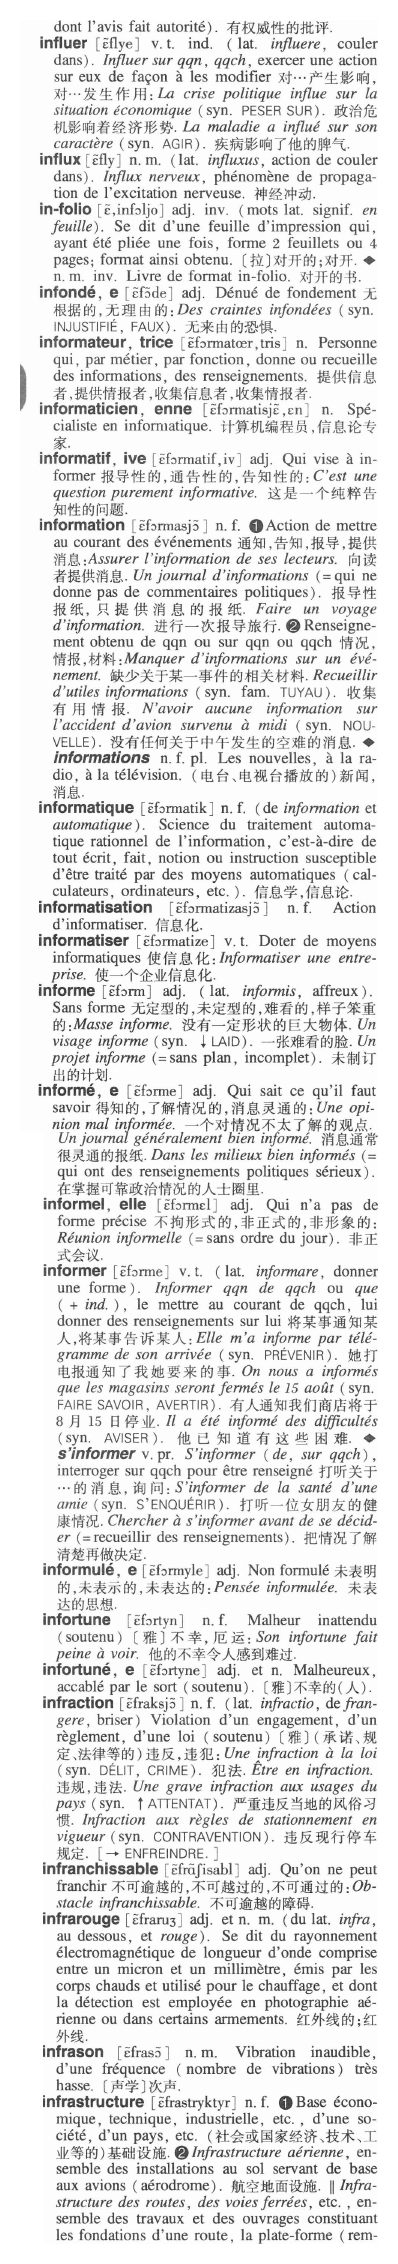 dont l'avis fait autorité). 有权威性的批评.
influer [ɛ̃flye] v. t. ind. (lat. influere, couler
dans). Influer sur qqn, qqch, exercer une action
sur eux de façon à les modifier 对…产生影响,
对…发生作用: La crise politique influe sur la
situation économique (syn. PESER SUR). 政治危
机影响着经济形势. La maladie a influé sur son
caractère (syn. AGIR). 疾病影响了他的脾气.
influx [ɛ̃fly] n. m. (lat. influxus, action de couler
dans). Influx nerveux, phénomène de propaga-
tion de l'excitation nerveuse. 神经冲动.
in-folio [ɛ̃,infɔljo] adj. inv. (mots lat. signif. en
feuille). Se dit d'une feuille d'impression qui,
ayant été pliée une fois, forme 2 feuillets ou 4
pages; format ainsi obtenu. [拉]对开的;对开. ◆
n. m. inv. Livre de format in-folio. 对开的书.
infondé, e [ɛ̃fɔ̃de] adj. Dénué de fondement 无
根据的,无理由的: Des craintes infondées (syn.
INJUSTIFIÉ, FAUX). 无来由的恐惧.
informateur, trice [ɛ̃fɔrmatœr,tris] n. Personne
qui, par métier, par fonction, donne ou recueille
des informations, des renseignements. 提供信息
者,提供情报者,收集信息者,收集情报者.
informaticien, enne [ɛ̃fɔrmatisjɛ̃,ɛn] n. Spé-
cialiste en informatique. 计算机编程员,信息论专
家.
informatif, ive [ɛ̃fɔrmatif,iv] adj. Qui vise à in-
former 报导性的,通告性的,告知性的: C'est une
question purement informative. 这是一个纯粹告
知性的问题.
information [ɛ̃fɔrmasjɔ̃] n. f. ❶ Action de mettre
au courant des événements 通知,告知,报导,提供
消息: Assurer l'information de ses lecteurs. 向读
者提供消息. Un journal d'informations (= qui ne
donne pas de commentaires politiques). 报导性
报纸,只提供消息的报纸. Faire un voyage
d'information. 进行一次报导旅行. ❷ Renseigne-
ment obtenu de qqn ou sur qqn ou qqch 情况,
情报,材料: Manquer d'informations sur un évé-
nement. 缺少关于某一事件的相关材料. Recueillir
d'utiles informations (syn. fam. TUYAU). 收集
有用情报. N'avoir aucune information sur
l'accident d'avion survenu à midi (syn. NOU-
VELLE). 没有任何关于中午发生的空难的消息. ◆
informations n. f. pl. Les nouvelles, à la ra-
dio, à la télévision. (电台、电视台播放的)新闻,
消息.
informatique [ɛ̃fɔrmatik] n. f. (de information et
automatique). Science du traitement automa-
tique rationnel de l'information, c'est-à-dire de
tout écrit, fait, notion ou instruction susceptible
d'être traité par des moyens automatiques (cal-
culateurs, ordinateurs, etc.). 信息学,信息论.
informatisation [ɛ̃fɔrmatizasjɔ̃] n. f. Action
d'informatiser. 信息化.
informatiser [ɛ̃fɔrmatize] v. t. Doter de moyens
informatiques 使信息化: Informatiser une entre-
prise. 使一个企业信息化.
informe [ɛ̃fɔrm] adj. (lat. informis, affreux).
Sans forme 无定型的,未定型的,难看的,样子笨重
的: Masse informe. 没有一定形状的巨大物体. Un
visage informe (syn. ↓ LAID). 一张难看的脸. Un
projet informe (= sans plan, incomplet). 未制订
出的计划.
informé, e [ɛ̃fɔrme] adj. Qui sait ce qu'il faut
savoir 得知的,了解情况的,消息灵通的: Une opi-
nion mal informée. 一个对情况不太了解的观点.
Un journal généralement bien informé. 消息通常
很灵通的报纸. Dans les milieux bien informés (=
qui ont des renseignements politiques sérieux).
在掌握可靠政治情况的人士圈里.
informel, elle [ɛ̃fɔrmɛl] adj. Qui n'a pas de
forme précise 不拘形式的,非正式的,非形象的:
Réunion informelle (= sans ordre du jour). 非正
式会议.
informer [ɛ̃fɔrme] v. t. (lat. informare, donner
une forme). Informer qqn de qqch ou que
(+ ind.), le mettre au courant de qqch, lui
donner des renseignements sur lui 将某事通知某
人,将某事告诉某人: Elle m'a informe par télé-
gramme de son arrivée (syn. PRÉVENIR). 她打
电报通知了我她要来的事. On nous a informés
que les magasins seront fermés le 15 août (syn.
FAIRE SAVOIR, AVERTIR). 有人通知我们商店将于
8月15日停业. Il a été informé des difficultés
(syn. AVISER). 他已知道有这些困难. ◆
s'informer v. pr. S'informer (de, sur qqch),
interroger sur qqch pour être renseigné 打听关于
…的消息,询问: S'informer de la santé d'une
amie (syn. S'ENQUÉRIR). 打听一位女朋友的健
康情况. Chercher à s'informer avant de se décid-
er (= recueillir des renseignements). 把情况了解
清楚再做决定.
informulé, e [ɛ̃fɔrmyle] adj. Non formulé 未表明
的,未表示的,未表达的: Pensée informulée. 未表
达的思想.
infortune [ɛ̃fɔrtyn] n. f. Malheur inattendu
(soutenu) [雅]不幸,厄运: Son infortune fait
peine à voir. 他的不幸令人感到难过.
infortuné, e [ɛ̃fɔrtyne] adj. et n. Malheureux,
accablé par le sort (soutenu). [雅]不幸的(人).
infraction [ɛ̃fraksjɔ̃] n. f. (lat. infractio, de fran-
gere, briser) Violation d'un engagement, d'un
règlement, d'une loi (soutenu) [雅](承诺、规
定、法律等的)违反,违犯: Une infraction à la loi
(syn. DÉLIT, CRIME). 犯法. Être en infraction.
违规,违法. Une grave infraction aux usages du
pays (syn. ↑ ATTENTAT). 严重违反当地的风俗习
惯. Infraction aux règles de stationnement en
vigueur (syn. CONTRAVENTION). 违反现行停车
规定. [→ ENFREINDRE.]
infranchissable [ɛ̃frɑ̃ʃisabl] adj. Qu'on ne peut
franchir 不可逾越的,不可越过的,不可通过的: Ob-
stacle infranchissable. 不可逾越的障碍.
infrarouge [ɛ̃fraruʒ] adj. et n. m. (du lat. infra,
au dessous, et rouge). Se dit du rayonnement
électromagnétique de longueur d'onde comprise
entre un micron et un millimètre, émis par les
corps chauds et utilisé pour le chauffage, et dont
la détection est employée en photographie aé-
rienne ou dans certains armements. 红外线的;红
外线.
infrason [ɛ̃frasɔ̃] n. m. Vibration inaudible,
d'une fréquence (nombre de vibrations) très
hasse. [声学]次声.
infrastructure [ɛ̃frastryktyr] n. f. ❶ Base écono-
mique, technique, industrielle, etc., d'une so-
ciété, d'un pays, etc. (社会或国家经济、技术、工
业等的)基础设施. ❷ Infrastructure aérienne, en-
semble des installations au sol servant de base
aux avions (aérodrome). 航空地面设施. ‖ Infra-
structure des routes, des voies ferrées, etc., en-
semble des travaux et des ouvrages constituant
les fondations d'une route, la plate-forme (rem-